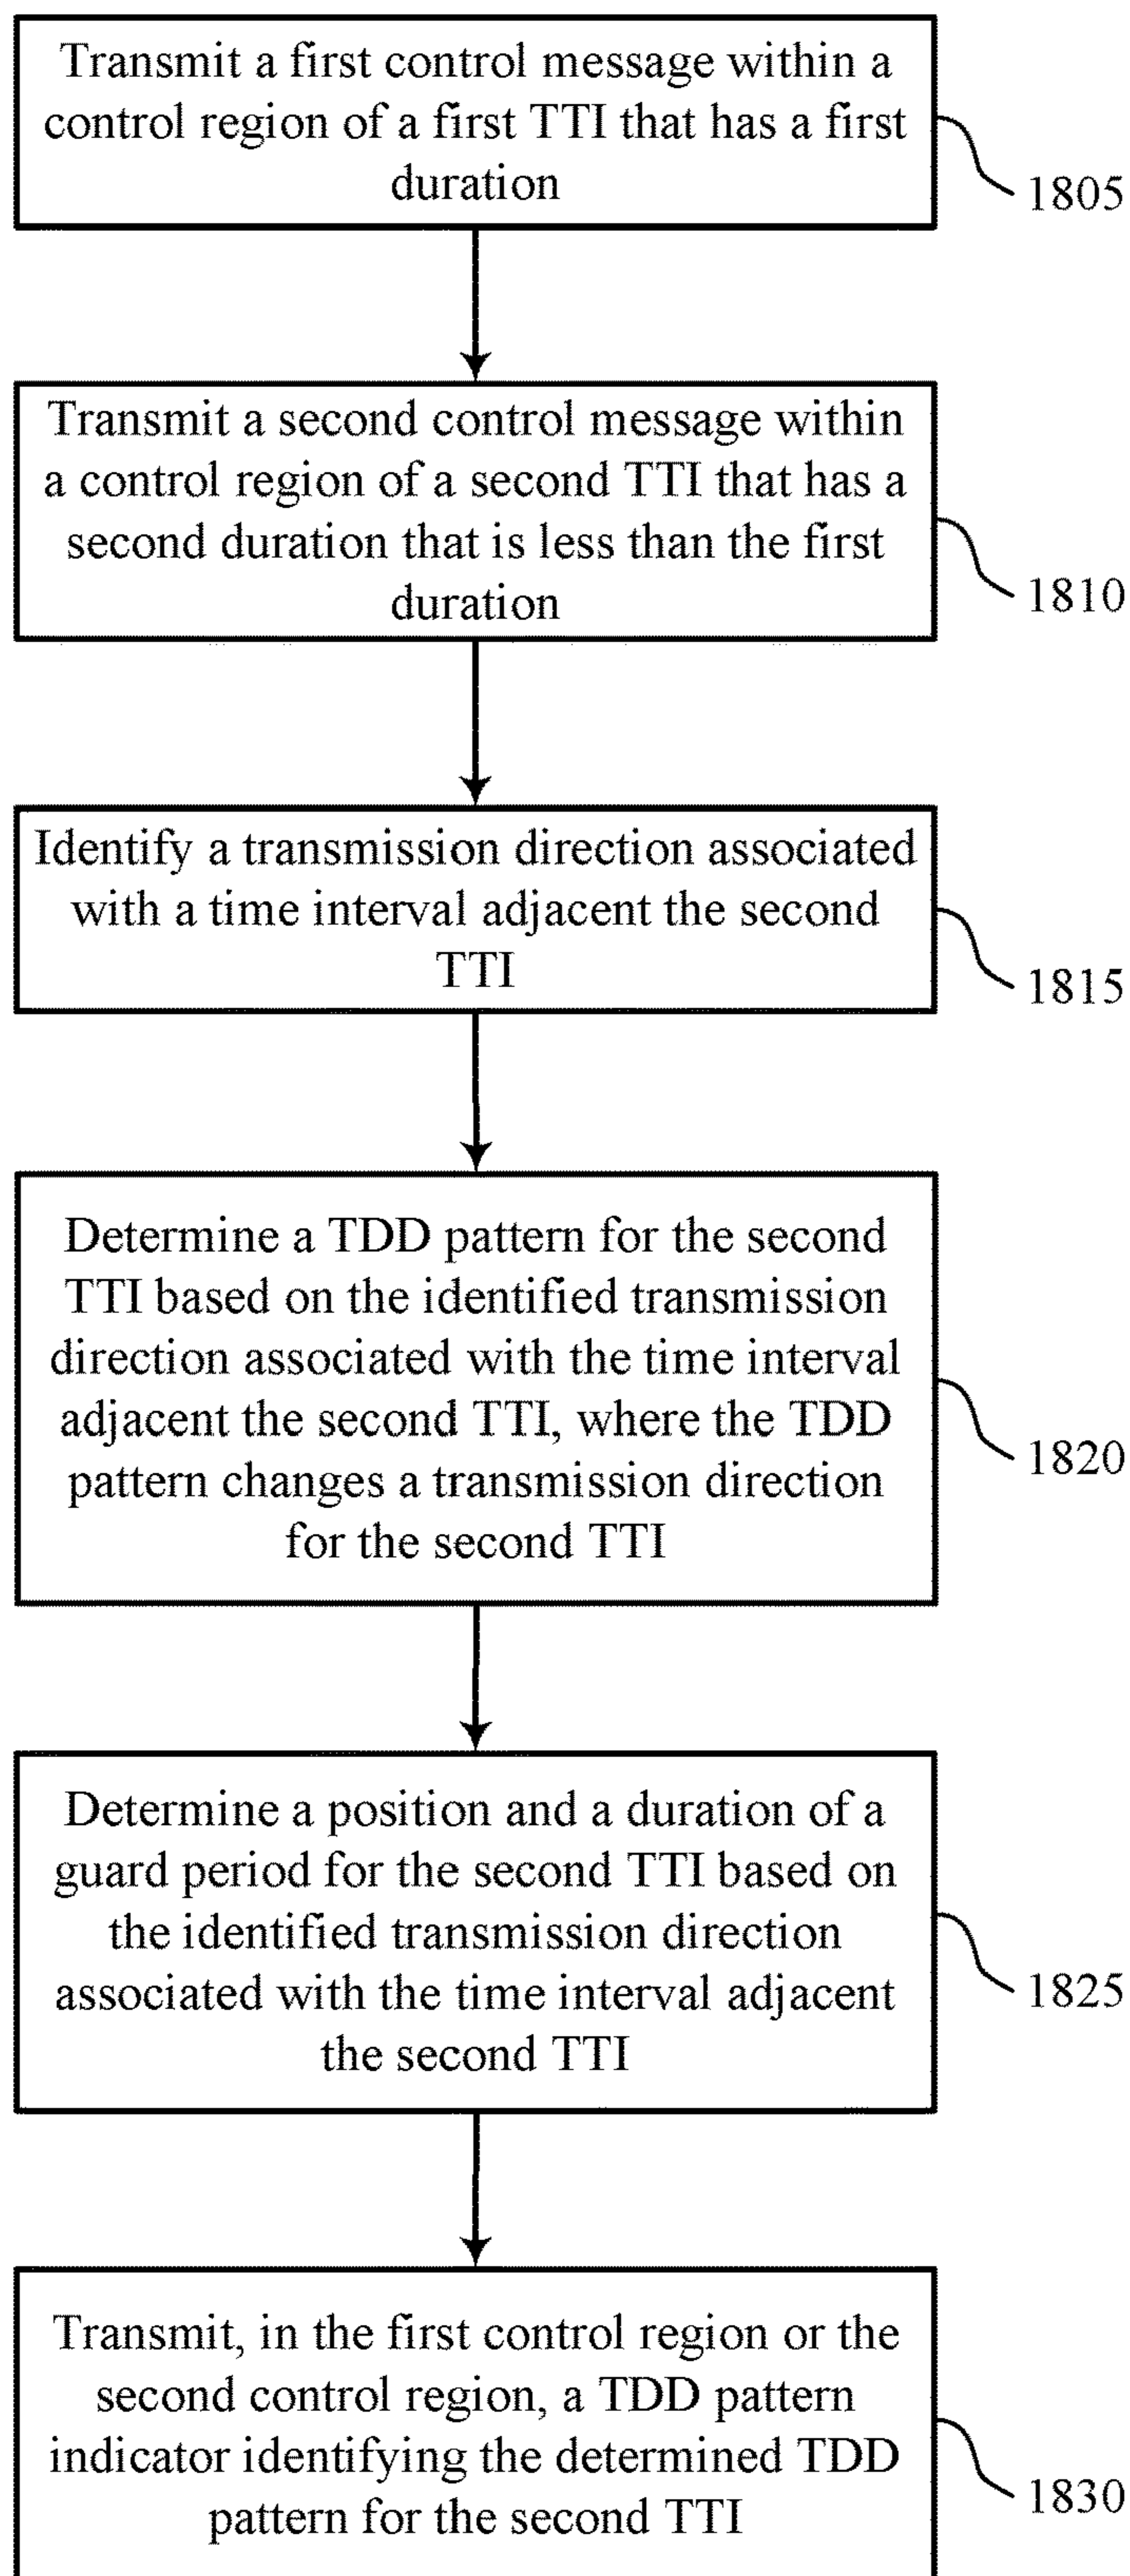 Transmit a first control message within a
control region of a first TTI that has a first
duration
1805
Transmit a second control message within
a control region of a second TTI that has a
second duration that is less than the first
duration
1810
Identify a transmission direction associated
with a time interval adjacent the second
TTI
1815
Determine a TDD pattern for the second
TTI based on the identified transmission
direction associated with the time interval
adjacent the second TTI, where the TDD
pattern changes a transmission direction
for the second TTI
1820
Determine a position and a duration of a
guard period for the second TTI based on
the identified transmission direction
associated with the time interval adjacent
the second TTI
1825
Transmit, in the first control region or the
second control region, a TDD pattern
indicator identifying the determined TDD
pattern for the second TTI
1830